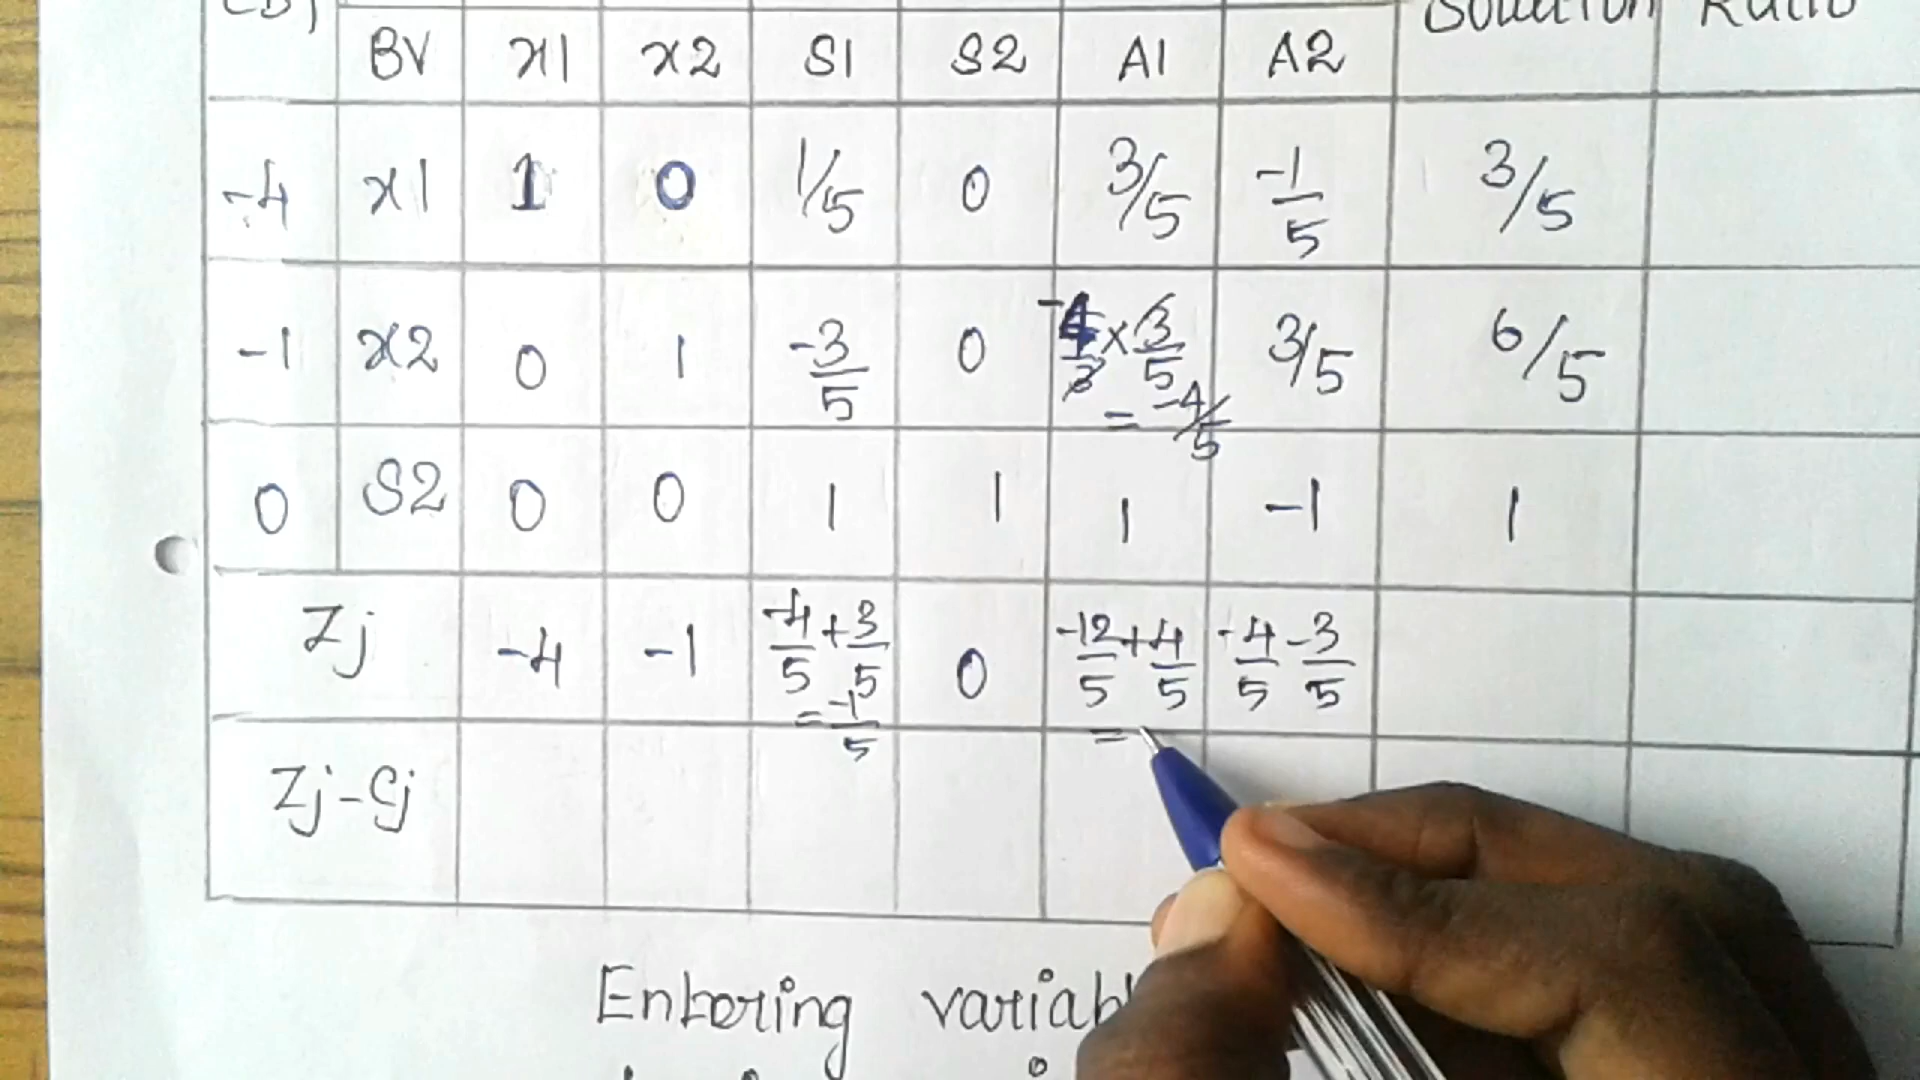 Solution Ratio
BV x1 x2 S1 S2 A1 A2
-4 x1 1 0 1/5 0 3/5 -1/5 3/5
-1 x2 0 1 -3/5 0 -4/3 x 3/5 3/5 6/5
= -4/5
0 S2 0 0 1 1 1 -1 1
Zj -4 -1 -4/5 + 3/5 0 -12/5 + 4/5 -4/5 - 3/5
= -1/5 =
Zj - Cj
Entering